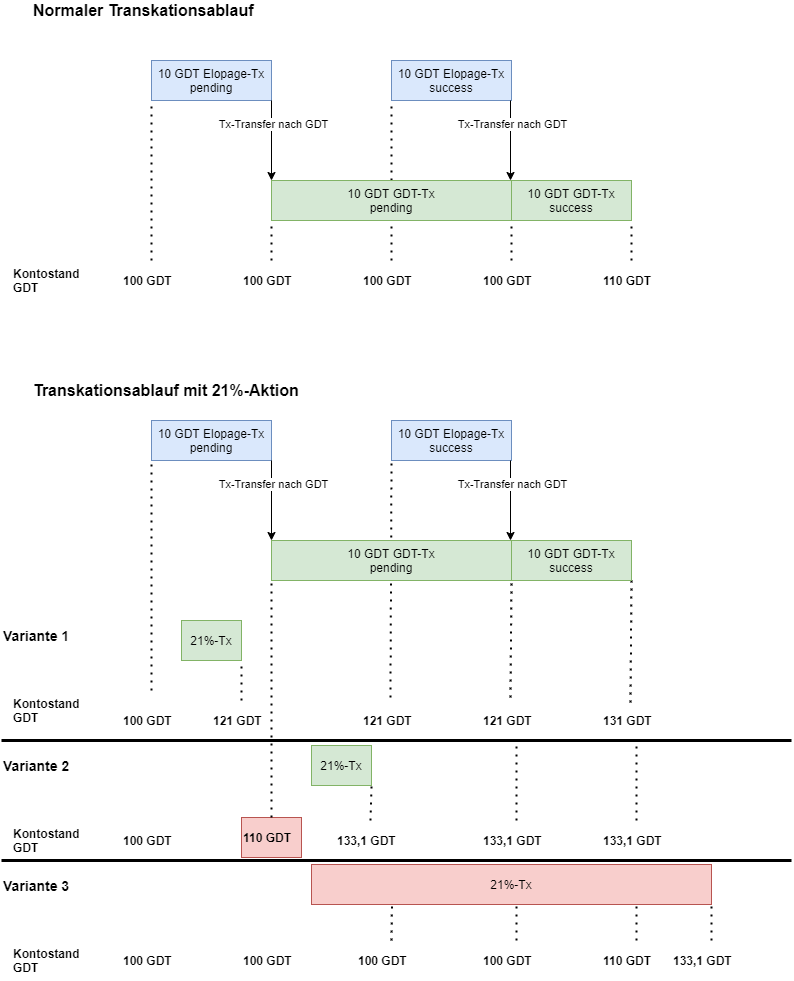 Normaler Transkationsablauf
10 GDT Elopage-Tx
pending
10 GDT Elopage-Tx
success
Tx-Transfer nach GDT
Tx-Transfer nach GDT
10 GDT GDT-Tx
pending
10 GDT GDT-Tx
success
Kontostand
GDT
100 GDT
100 GDT
100 GDT
100 GDT
110 GDT
Transkationsablauf mit 21%-Aktion
10 GDT Elopage-Tx
pending
10 GDT Elopage-Tx
success
Tx-Transfer nach GDT
Tx-Transfer nach GDT
10 GDT GDT-Tx
pending
10 GDT GDT-Tx
success
Variante 1
21%-Tx
Kontostand
GDT
100 GDT
121 GDT
121 GDT
121 GDT
131 GDT
Variante 2
21%-Tx
Kontostand
GDT
100 GDT
110 GDT
133,1 GDT
133,1 GDT
133,1 GDT
Variante 3
21%-Tx
Kontostand
GDT
100 GDT
100 GDT
100 GDT
100 GDT
110 GDT
133,1 GDT